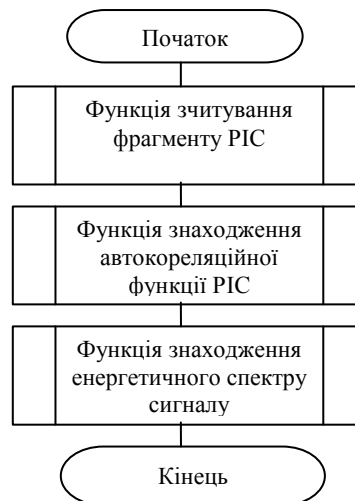 Початок
Функція зчитування
фрагменту РІС
Функція знаходження
автокореляційної
функції РІС
Функція знаходження
енергетичного спектру
сигналу
Кінець